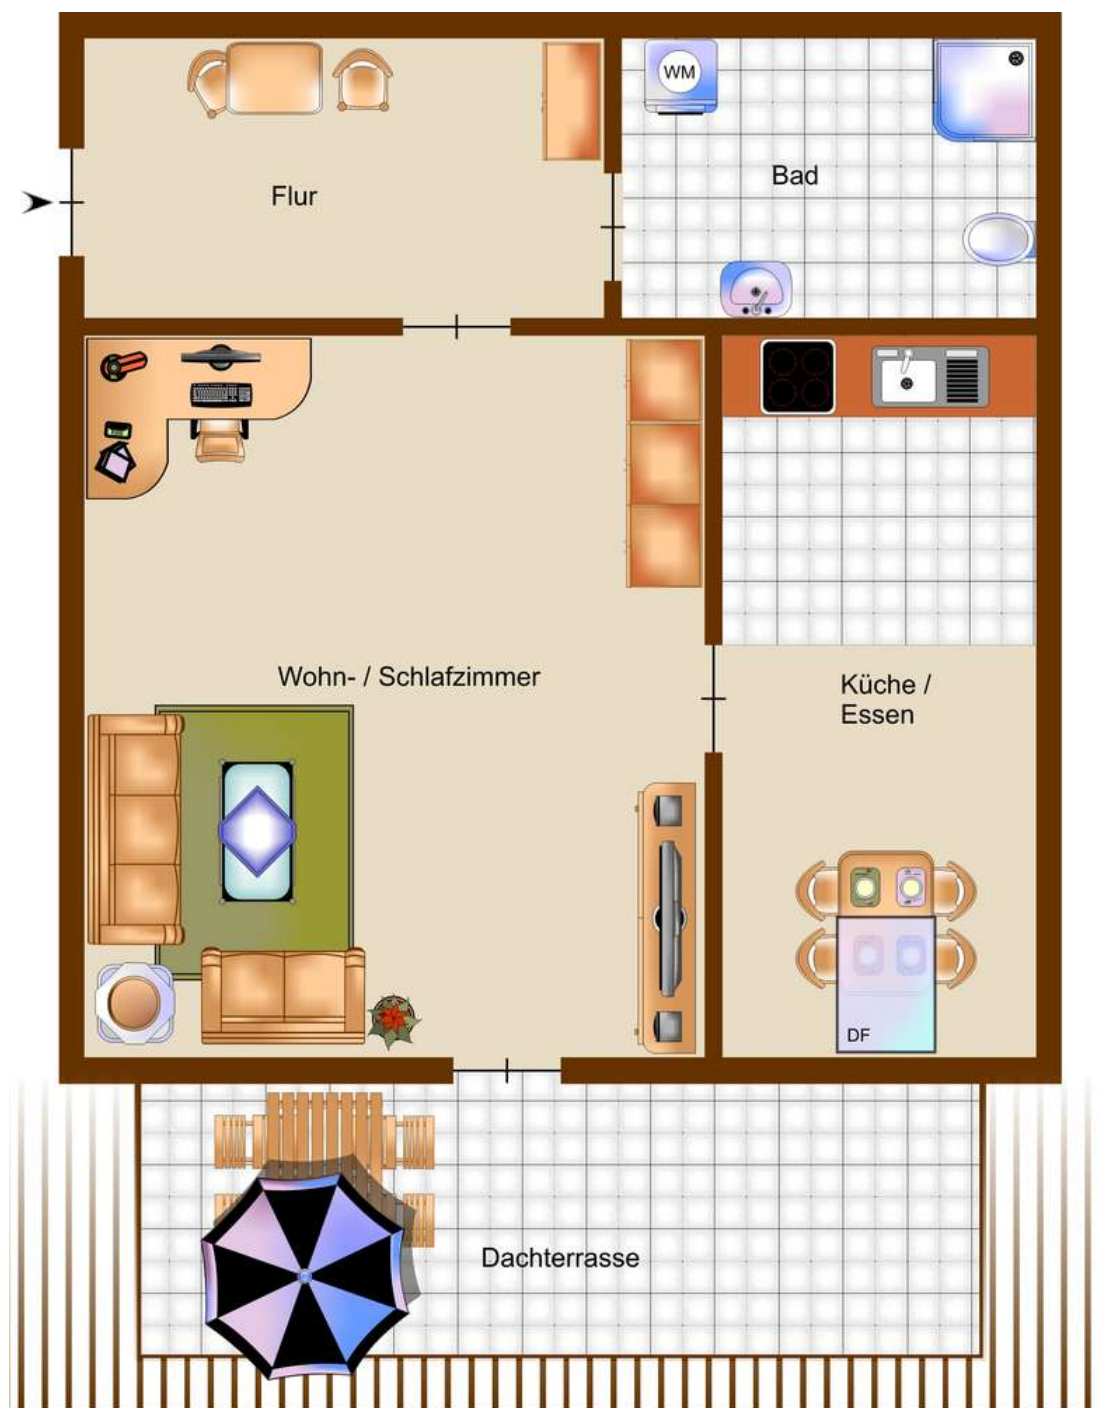 WM
Bad
Flur
Wohn- / Schlafzimmer
Küche /
Essen
DF
Dachterrasse